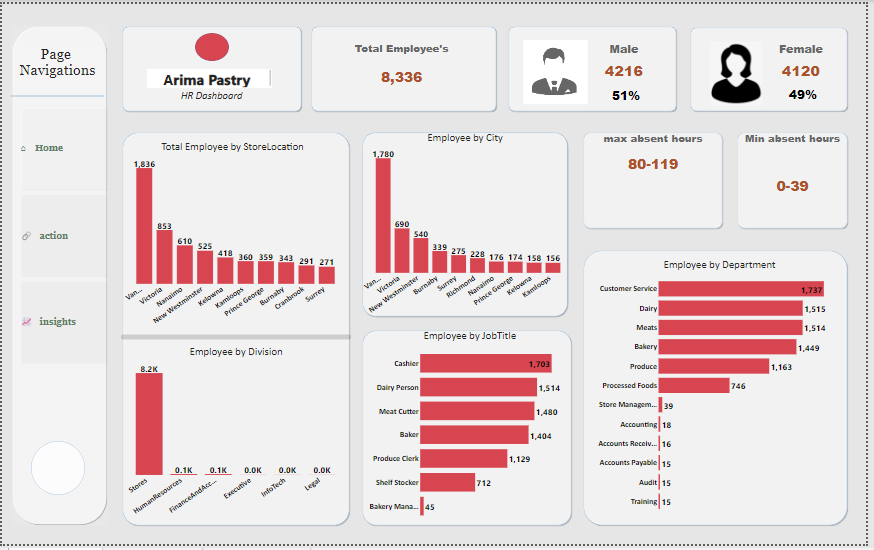 Page
Navigations
Home
action
insights
Arima Pastry
HR Dashboard
Total Employee's
8,336
Male
4216
51%
Female
4120
49%
Total Employee by StoreLocation
1,836
853
610
525
418
360
359
343
291
271
Van...
Victoria
Nanaimo
New Westminster
Kelowna
Kamloops
Prince George
Burnaby
Cranbrook
Surrey
Employee by City
1,780
690
540
339
275
228
176
174
158
156
Van...
Victoria
New Westminster
Burnaby
Surrey
Richmond
Nanaimo
Prince George
Kelowna
Kamloops
max absent hours
80-119
Min absent hours
0-39
Employee by Division
8.2K
0.1K
0.1K
0.0K
0.0K
0.0K
Stores
HumanResources
FinanceAndAcc...
Executive
InfoTech
Legal
Employee by JobTitle
Cashier 1,703
Dairy Person 1,514
Meat Cutter 1,480
Baker 1,404
Produce Clerk 1,129
Shelf Stocker 712
Bakery Mana... 45
Employee by Department
Customer Service 1,737
Dairy 1,515
Meats 1,514
Bakery 1,449
Produce 1,163
Processed Foods 746
Store Managem... 39
Accounting 18
Accounts Receiv... 16
Accounts Payable 15
Audit 15
Training 15